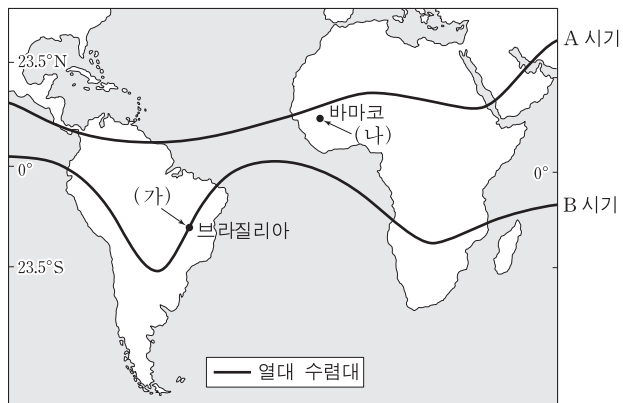 A 시기
23.5°N
바마코
(나)
0°
0°
(가)
B 시기
브라질리아
23.5°S
열대 수렴대